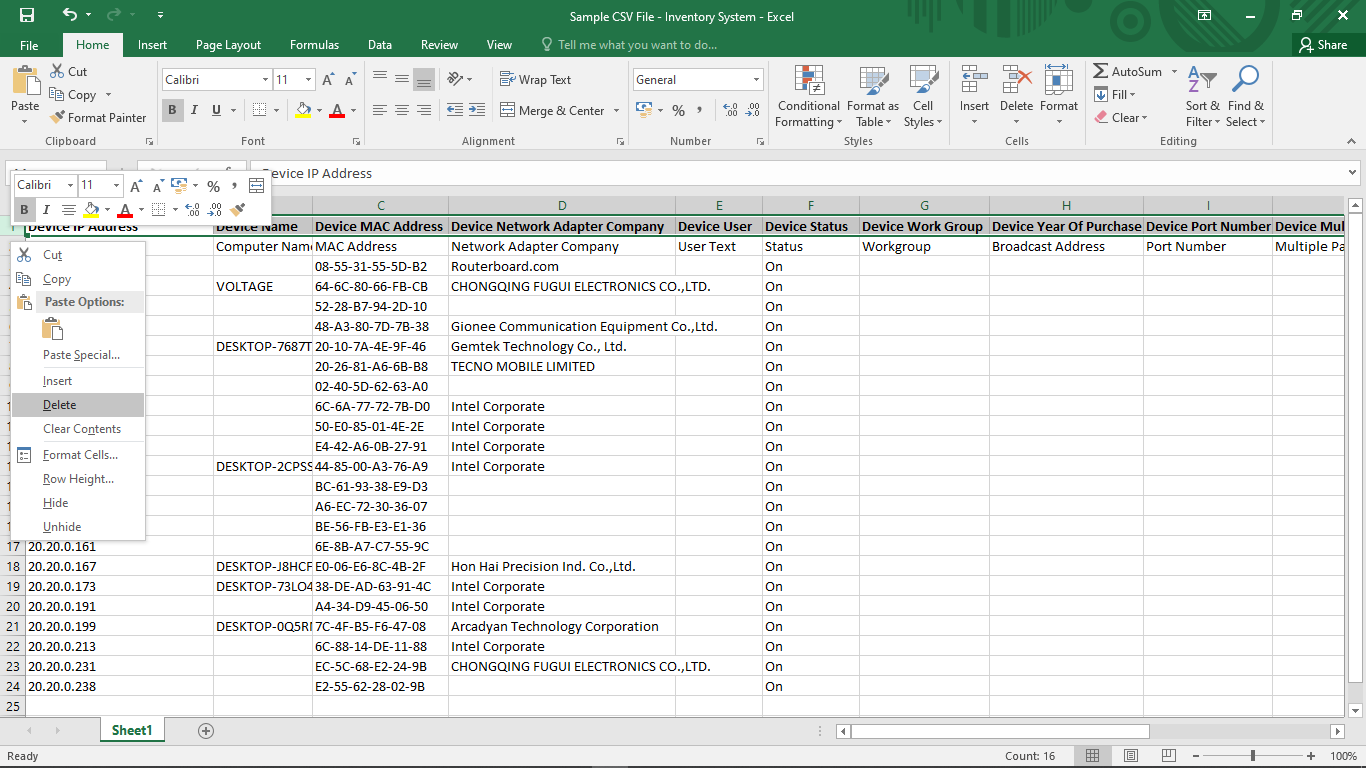 Sample CSV File - Inventory System - Excel
File Home Insert Page Layout Formulas Data Review View Tell me what you want to do... Share
Paste
Cut
Copy
Format Painter
Clipboard
Calibri 11
B I U A
Font
Wrap Text
Merge & Center
Alignment
General
%
Number
Conditional Formatting
Format as Table
Cell Styles
Styles
Insert Delete Format
Cells
AutoSum
Fill
Clear
Sort & Filter
Find & Select
Editing
Device IP Address
Calibri 11 A A % ,
B I A
C D E F G H I
Device IP Address Device Name Device MAC Address Device Network Adapter Company Device User Device Status Device Work Group Device Year Of Purchase Device Port Number Device Mul
Computer Name MAC Address Network Adapter Company User Text Status Workgroup Broadcast Address Port Number Multiple Pa
08-55-31-55-5D-B2 Routerboard.com On
VOLTAGE 64-6C-80-66-FB-CB CHONGQING FUGUI ELECTRONICS CO.,LTD. On
52-28-B7-94-2D-10 On
48-A3-80-7D-7B-38 Gionee Communication Equipment Co.,Ltd. On
DESKTOP-7687T 20-10-7A-4E-9F-46 Gemtek Technology Co., Ltd. On
20-26-81-A6-6B-B8 TECNO MOBILE LIMITED On
02-40-5D-62-63-A0 On
6C-6A-77-72-7B-D0 Intel Corporate On
50-E0-85-01-4E-2E Intel Corporate On
E4-42-A6-0B-27-91 Intel Corporate On
DESKTOP-2CPSS 44-85-00-A3-76-A9 Intel Corporate On
BC-61-93-38-E9-D3 On
A6-EC-72-30-36-07 On
BE-56-FB-E3-E1-36 On
17 20.20.0.161 6E-8B-A7-C7-55-9C On
18 20.20.0.167 DESKTOP-J8HCF E0-06-E6-8C-4B-2F Hon Hai Precision Ind. Co.,Ltd. On
19 20.20.0.173 DESKTOP-73LO4 38-DE-AD-63-91-4C Intel Corporate On
20 20.20.0.191 A4-34-D9-45-06-50 Intel Corporate On
21 20.20.0.199 DESKTOP-0Q5R 7C-4F-B5-F6-47-08 Arcadyan Technology Corporation On
22 20.20.0.213 6C-88-14-DE-11-88 Intel Corporate On
23 20.20.0.231 EC-5C-68-E2-24-9B CHONGQING FUGUI ELECTRONICS CO.,LTD. On
24 20.20.0.238 E2-55-62-28-02-9B On
25
Cut
Copy
Paste Options:
Paste Special...
Insert
Delete
Clear Contents
Format Cells...
Row Height...
Hide
Unhide
Sheet1
Ready Count: 16 100%